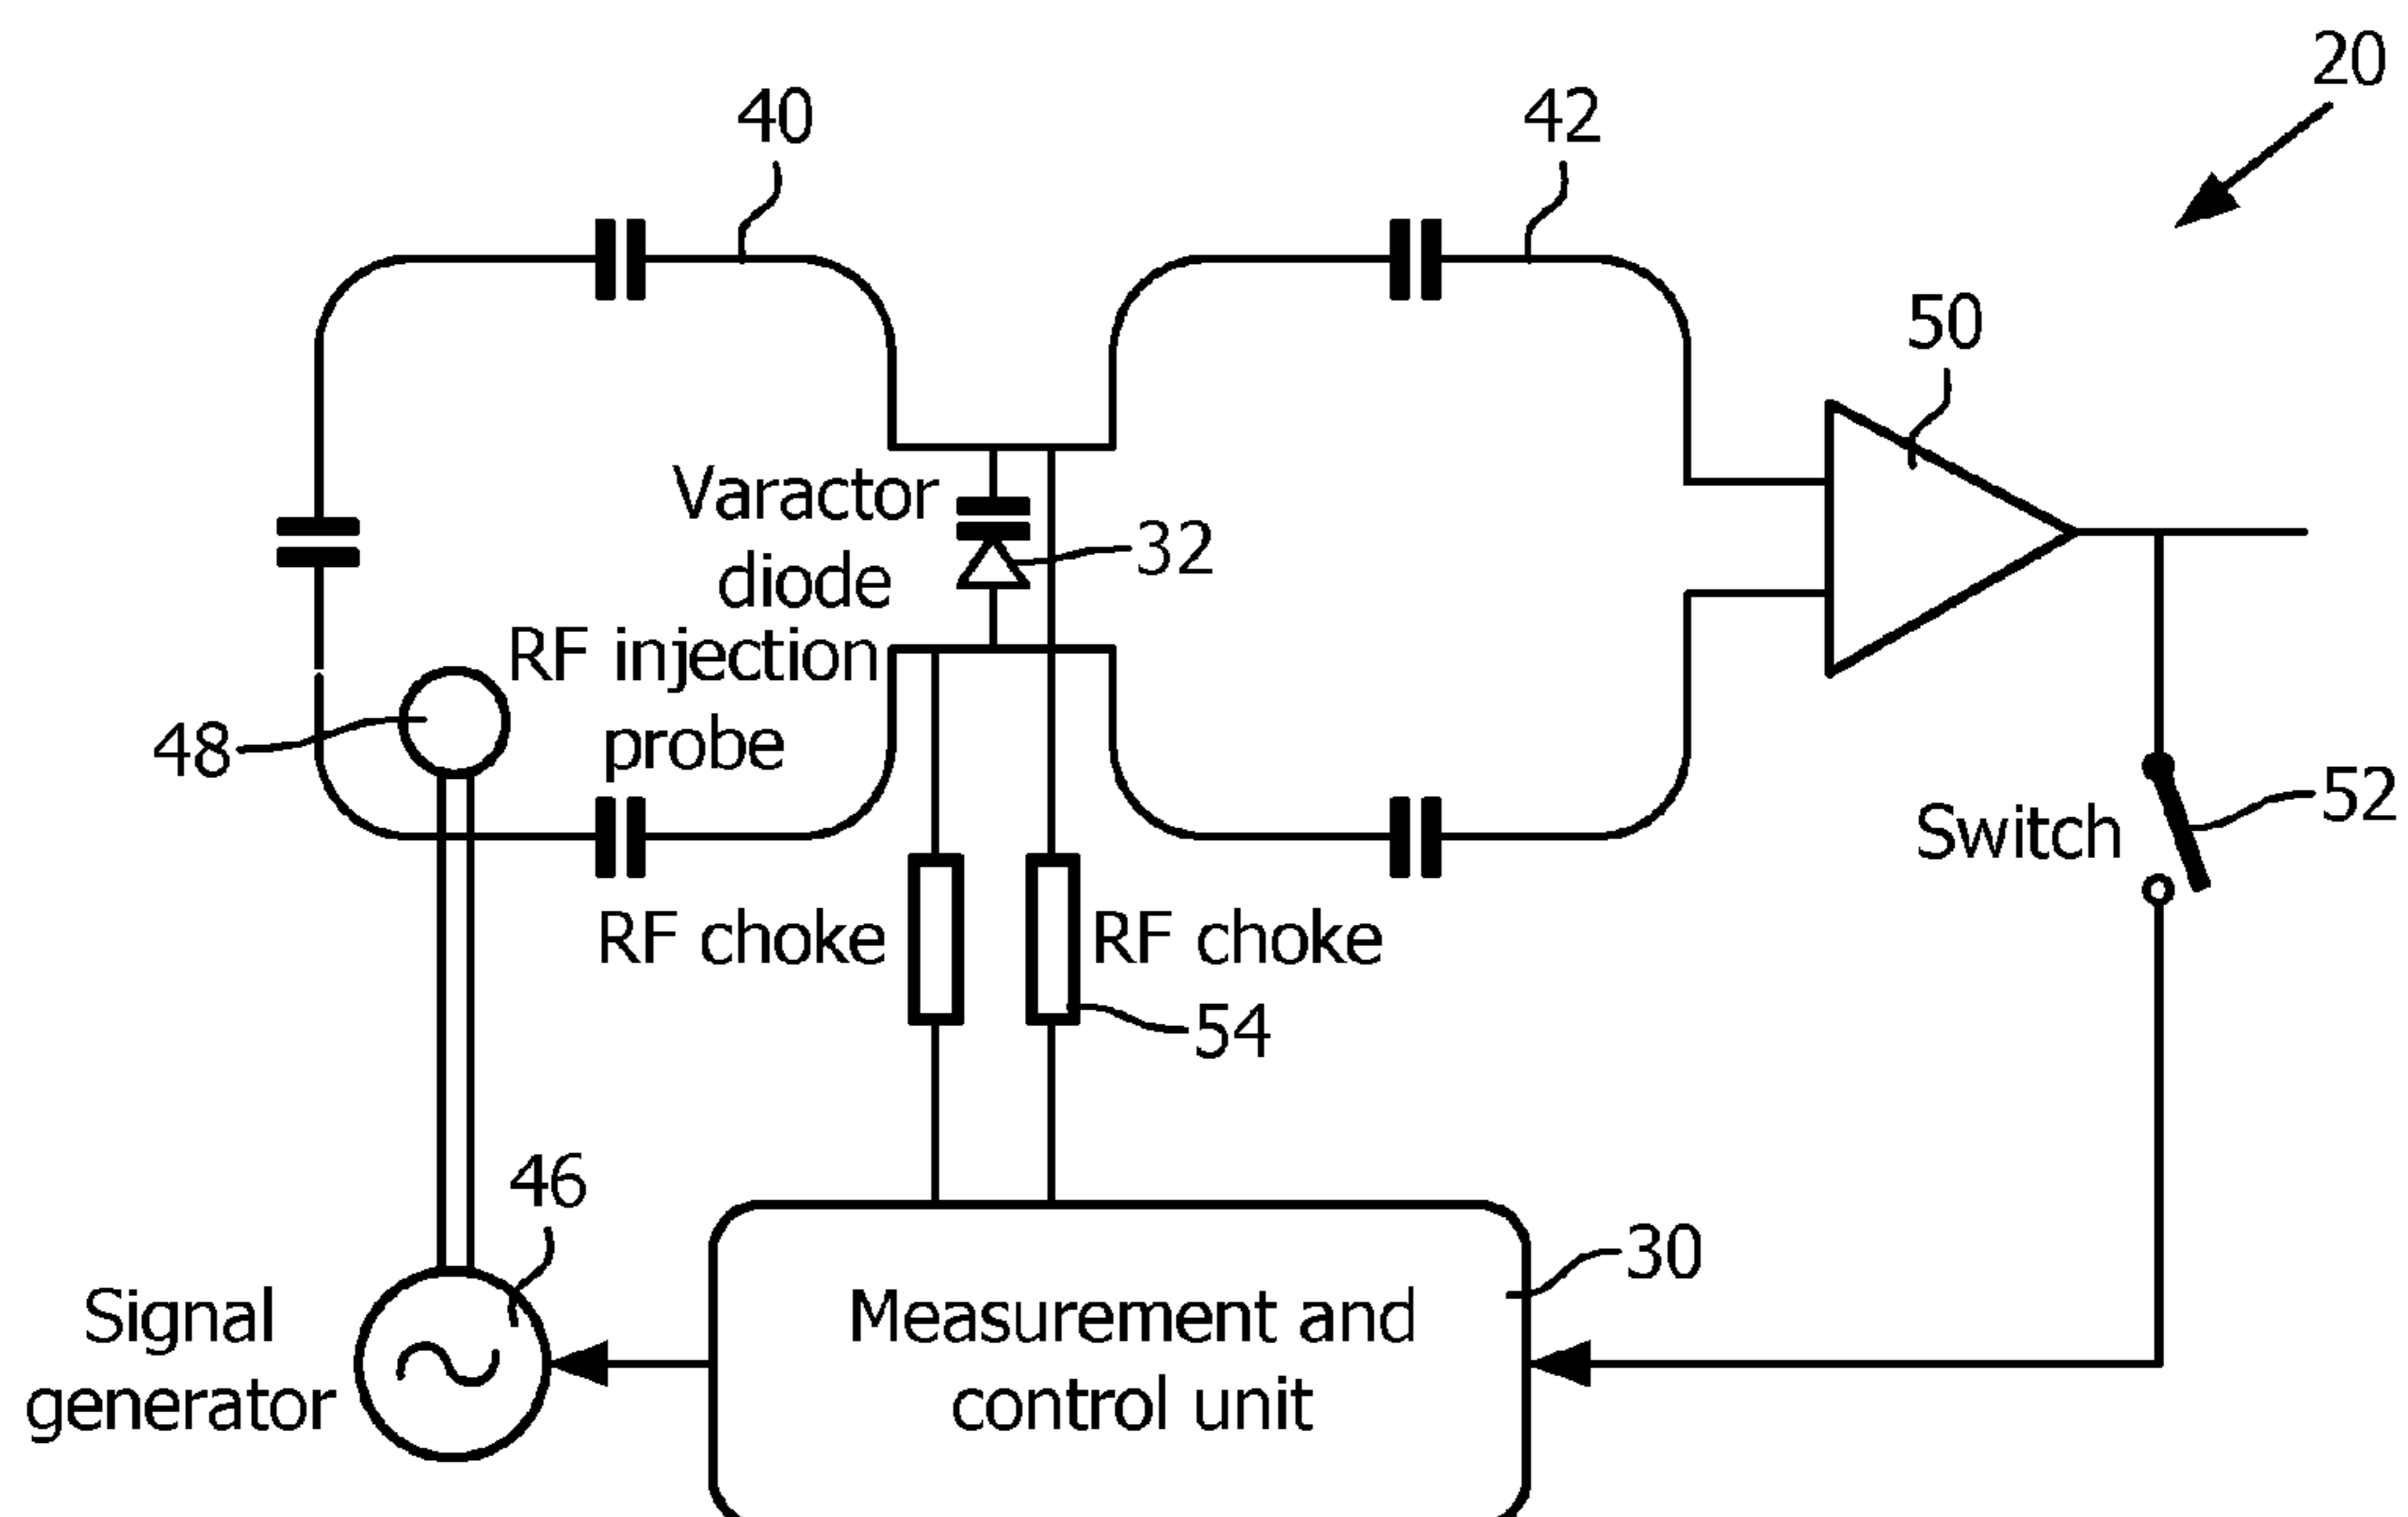 20
40
42
50
Varactor
diode
32
RF injection
probe
48
Switch
52
RF choke
RF choke
54
46
30
Signal
generator
Measurement and
control unit